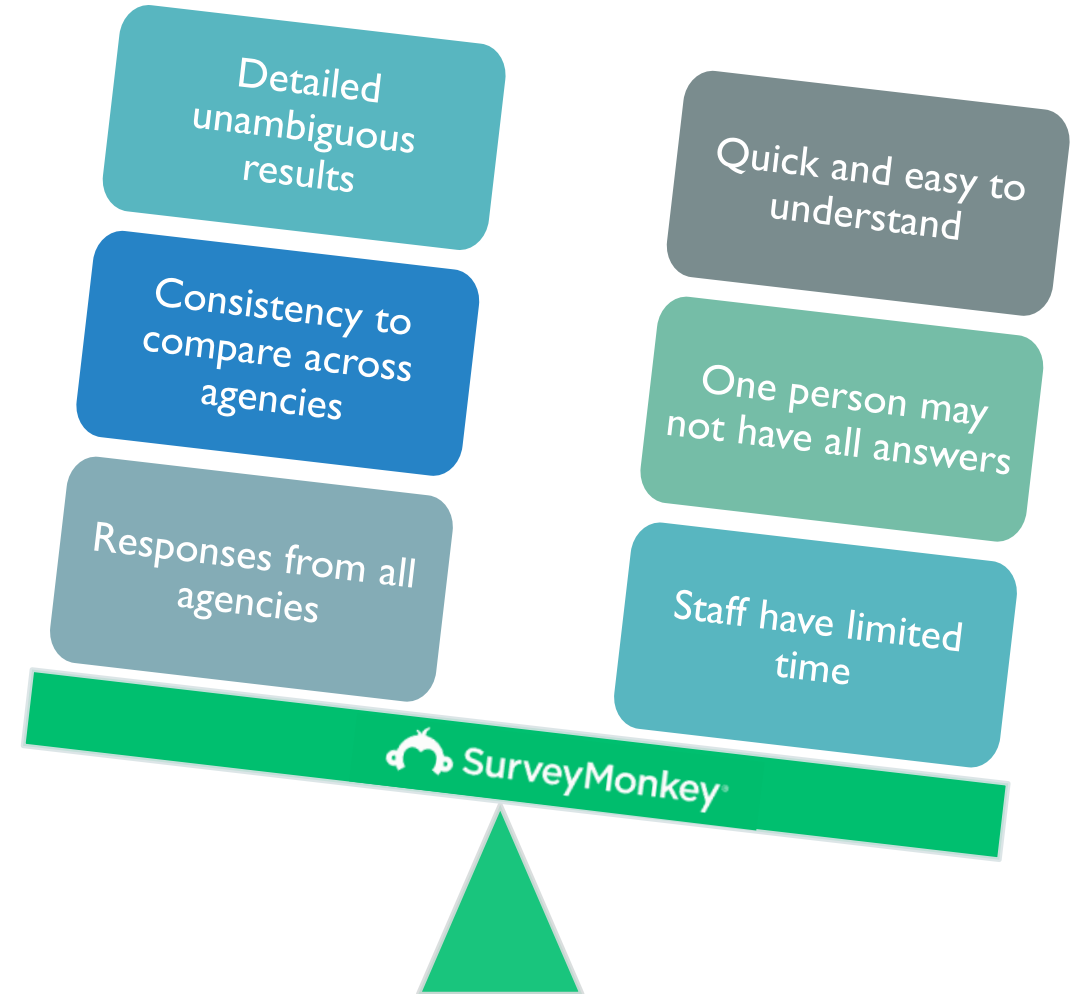 Detailed
unambiguous
results
Consistency to
compare across
agencies
Responses from all
agencies
Quick and easy to
understand
One person may
not have all answers
Staff have limited
time
SurveyMonkey®